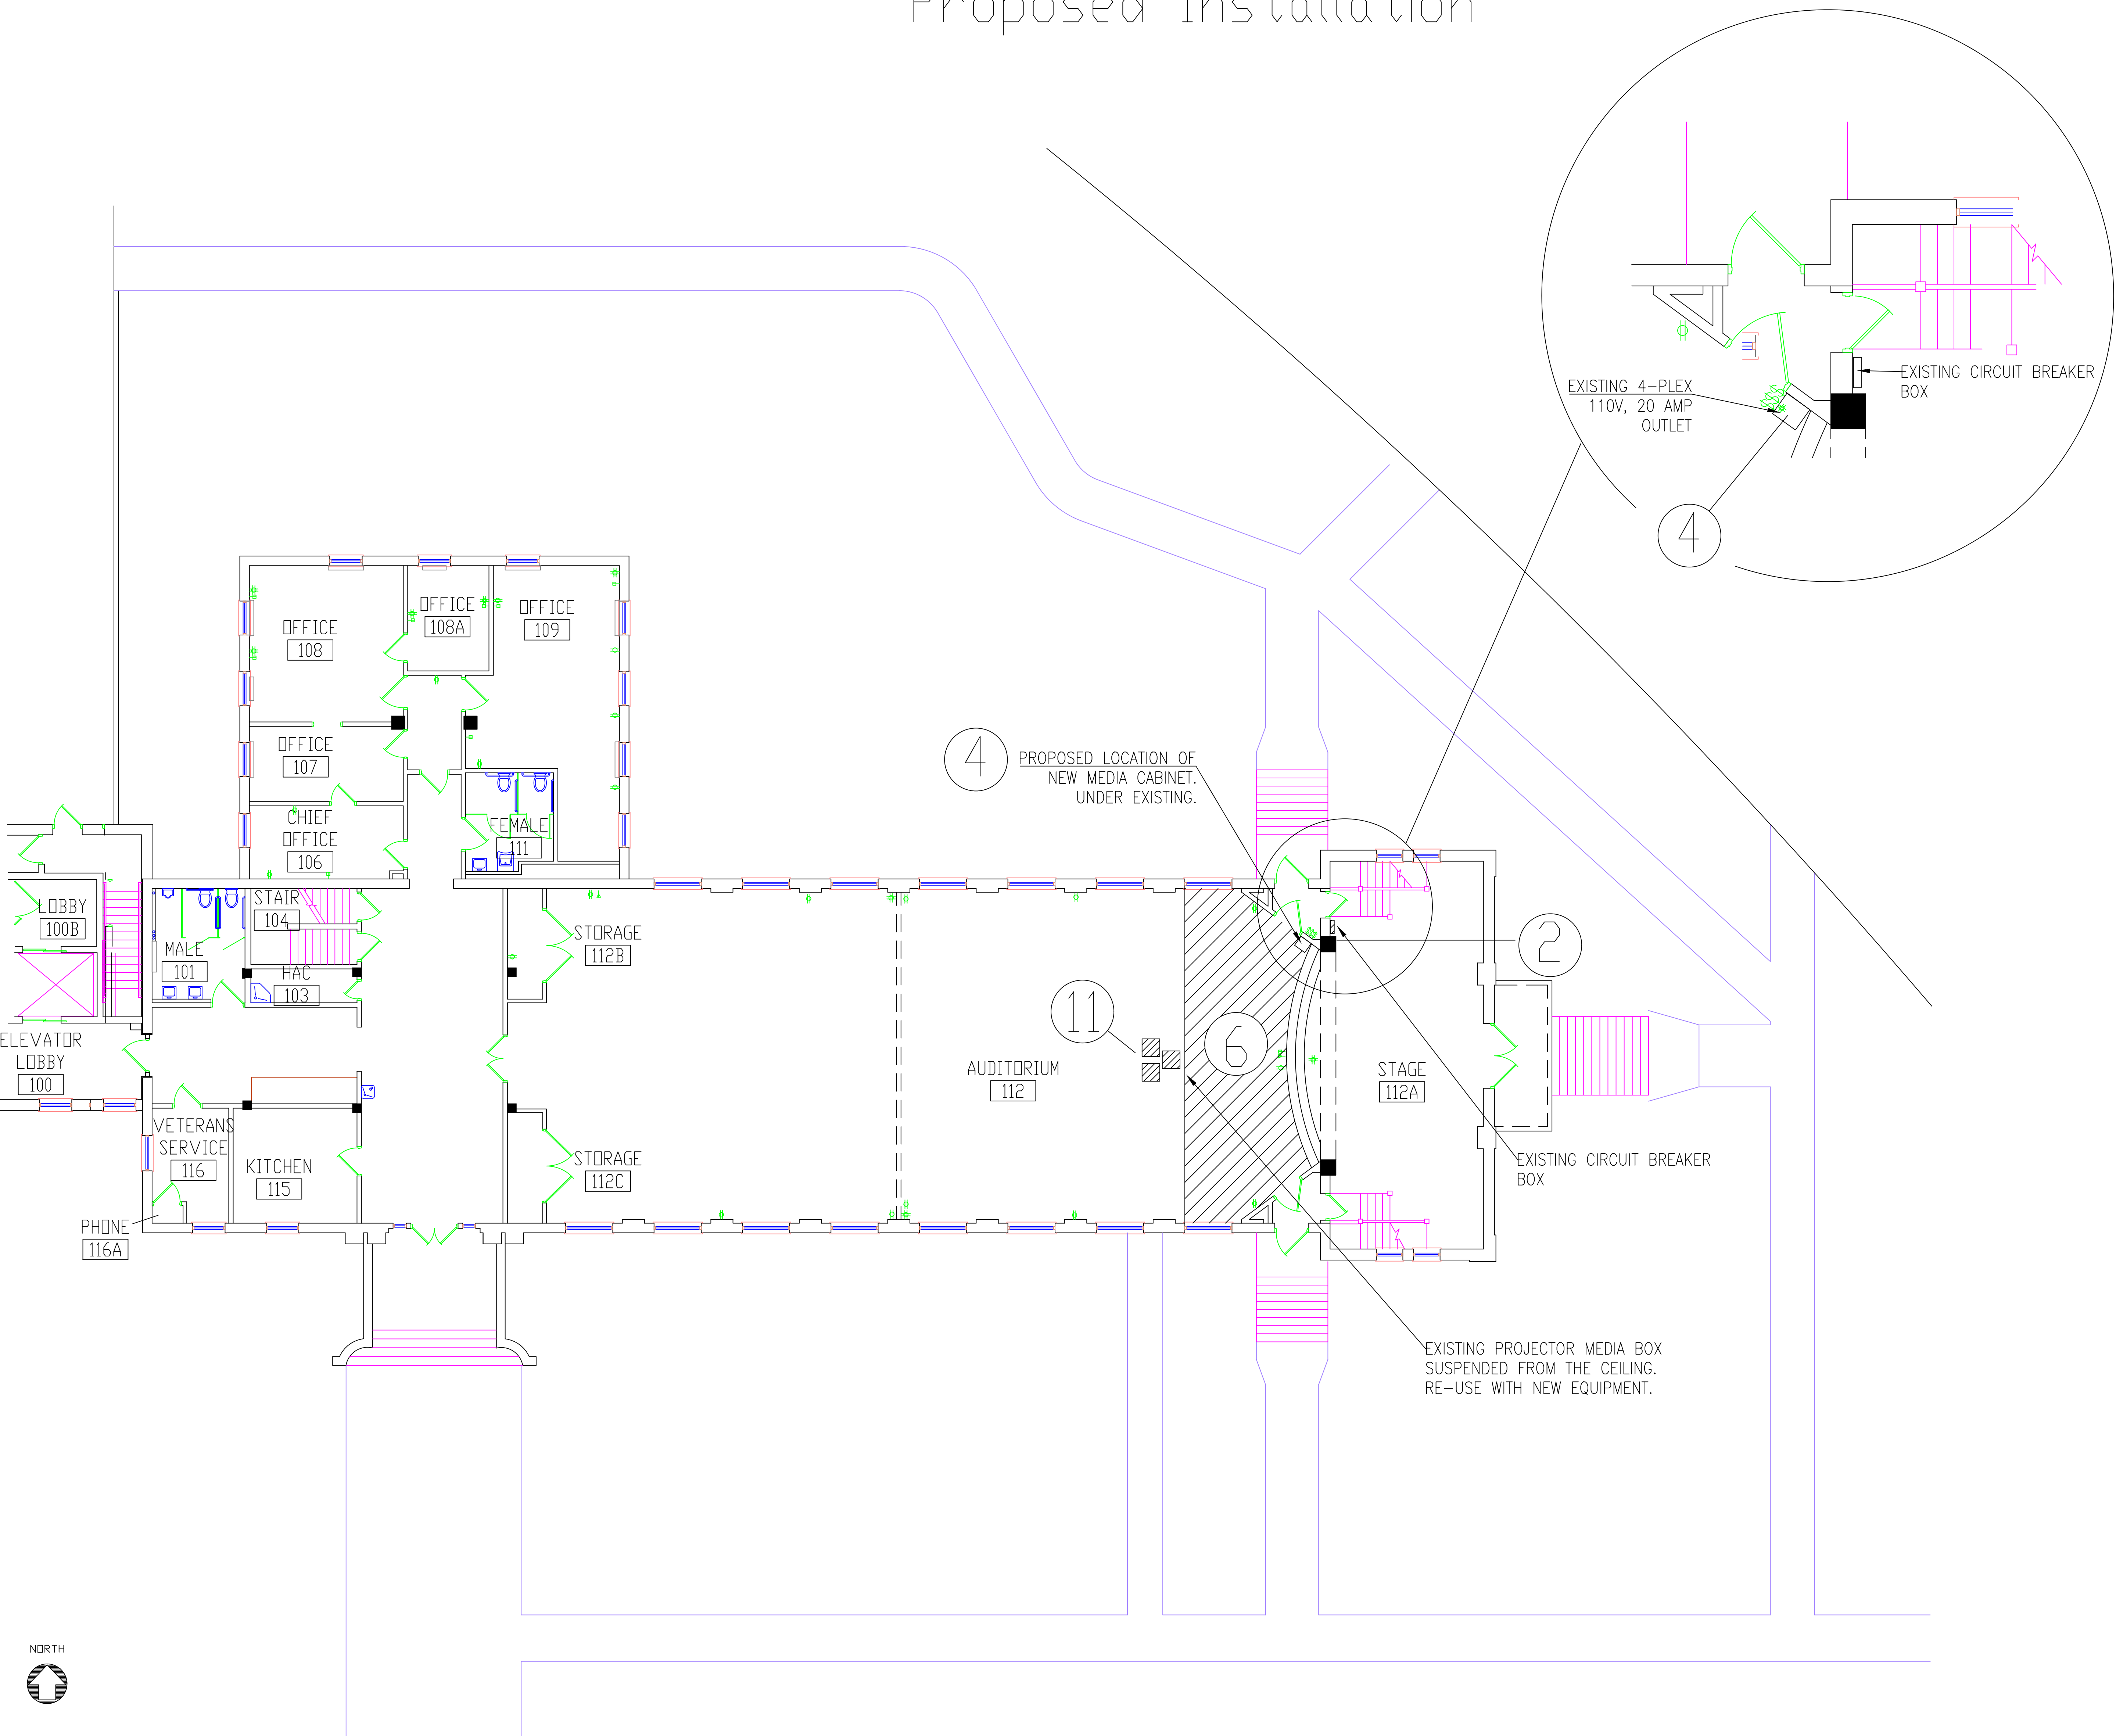 Proposed Installation
EXISTING 4-PLEX
110V, 20 AMP
OUTLET
EXISTING CIRCUIT BREAKER
BOX
4
OFFICE
108
OFFICE
108A
OFFICE
109
OFFICE
107
CHIEF
OFFICE
106
FEMALE
111
4
PROPOSED LOCATION OF
NEW MEDIA CABINET.
UNDER EXISTING.
LOBBY
100B
STAIR
104
MALE
101
HAC
103
STORAGE
112B
2
11
6
ELEVATOR
LOBBY
100
AUDITORIUM
112
STAGE
112A
VETERANS
SERVICE
116
KITCHEN
115
STORAGE
112C
EXISTING CIRCUIT BREAKER
BOX
PHONE
116A
EXISTING PROJECTOR MEDIA BOX
SUSPENDED FROM THE CEILING.
RE-USE WITH NEW EQUIPMENT.
NORTH